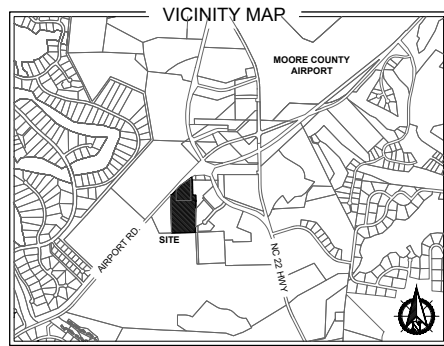 VICINITY MAP
MOORE COUNTY
AIRPORT
AIRPORT RD.
SITE
NC 22 HWY